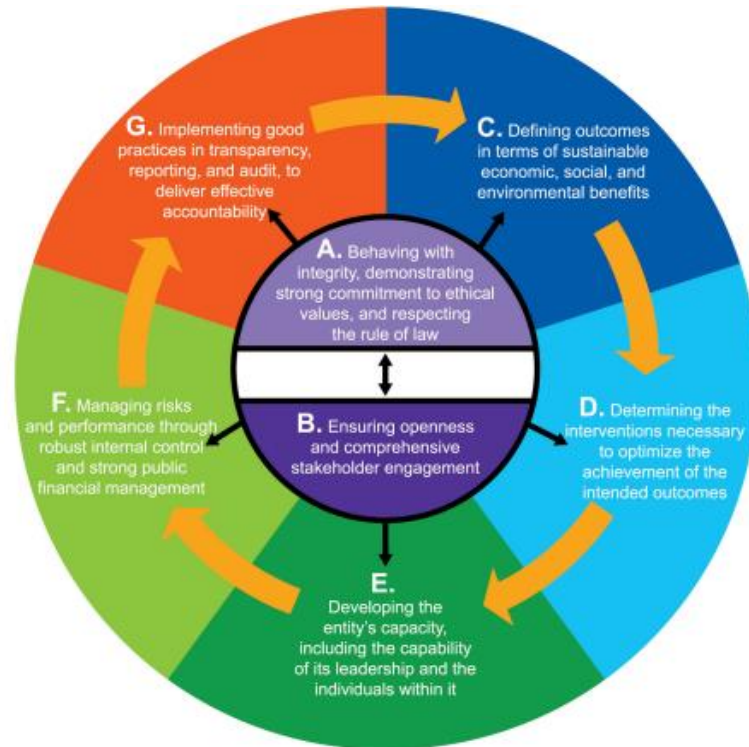 G. Implementing good
practices in transparency,
reporting, and audit, to
deliver effective
accountability
C. Defining outcomes
in terms of sustainable
economic, social, and
environmental benefits
A. Behaving with
integrity, demonstrating
strong commitment to ethical
values, and respecting
the rule of law
F. Managing risks
and performance through
robust internal control
and strong public
financial management
B. Ensuring openness
and comprehensive
stakeholder engagement
D. Determining the
interventions necessary
to optimize the
achievement of the
intended outcomes
E.
Developing the
entity's capacity,
including the capability
of its leadership and the
individuals within it